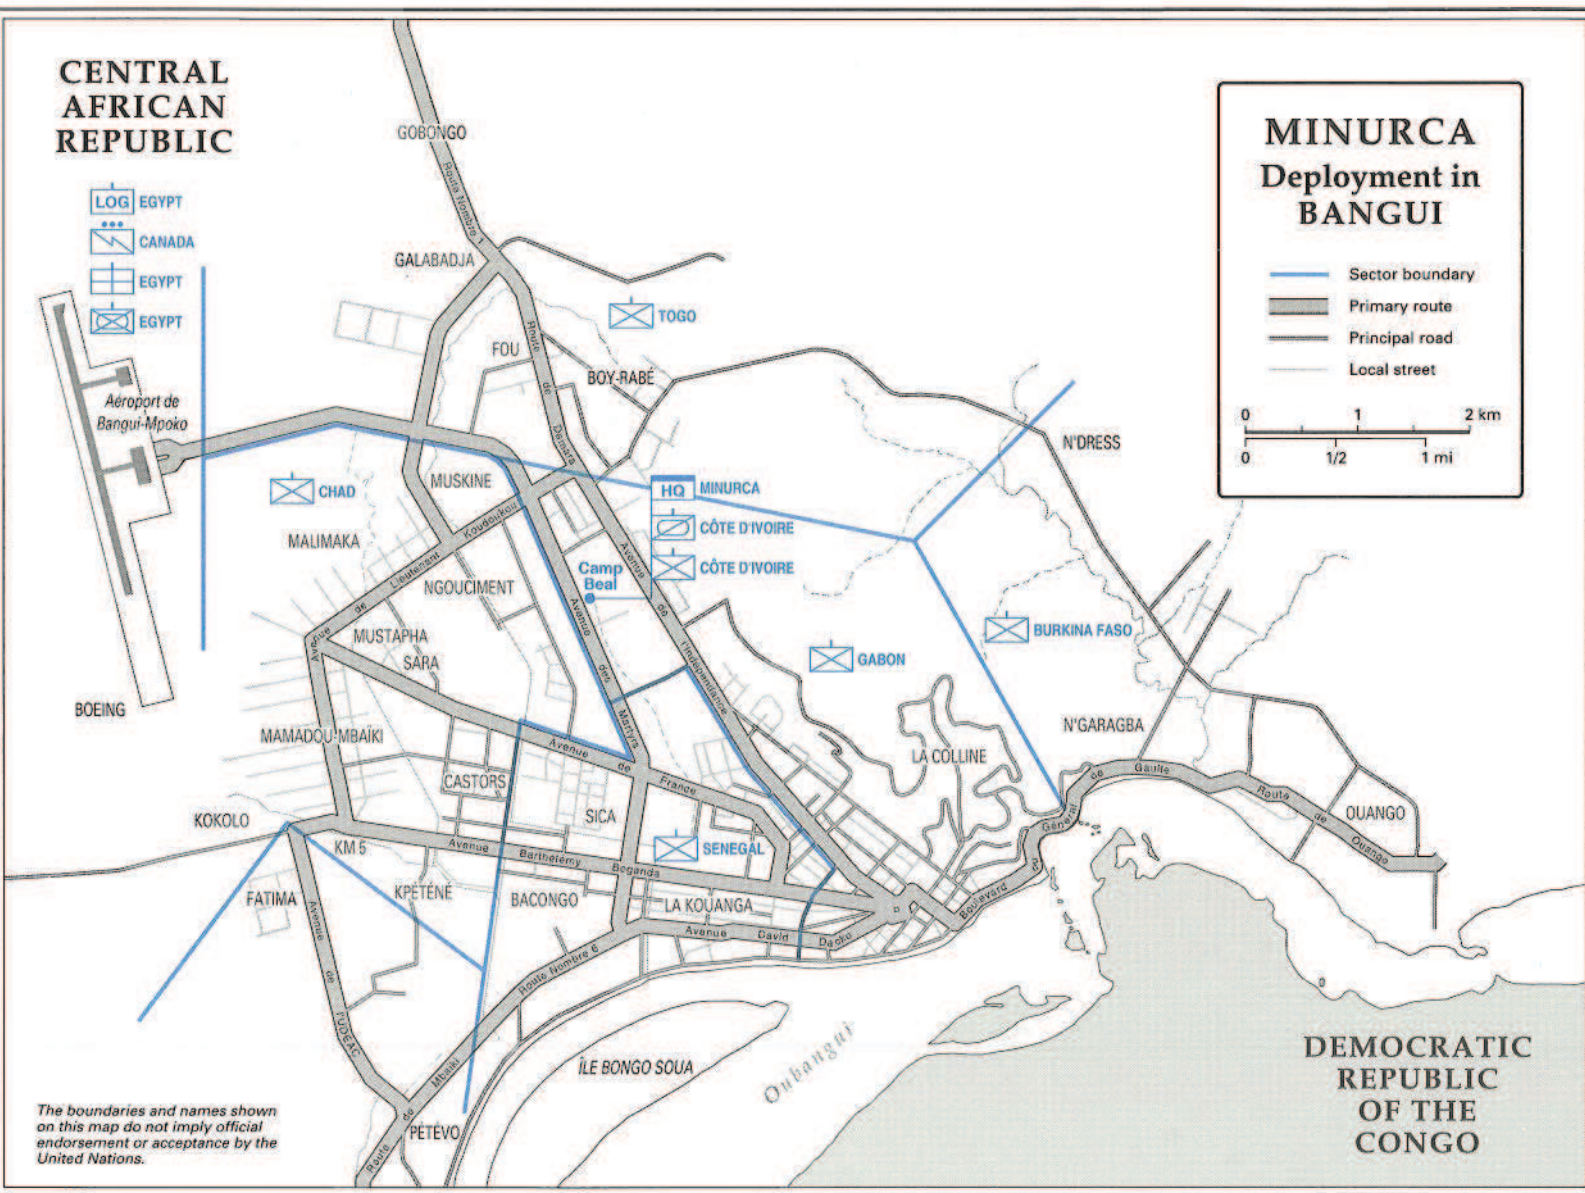 CENTRAL
AFRICAN
REPUBLIC
LOG EGYPT
CANADA
EGYPT
EGYPT
MINURCA
Deployment in
BANGUI
Sector boundary
Primary route
Principal road
Local street
0 1 2 km
0 1/2 1 mi
GOBONGO
Route Nombre 1
GALABADJA
TOGO
FOU
Route de Damara
BOY-RABÉ
Aéroport de
Bangui-Mpoko
N'DRESS
MUSKINE
CHAD
HQ MINURCA
CÔTE D'IVOIRE
CÔTE D'IVOIRE
MALIMAKA
Avenue de Lieutenant Koudoukou
NGOUCIMENT
Camp
Beal
Avenue de l'Indépendance
Avenue des Martyrs
MUSTAPHA
SARA
BURKINA FASO
GABON
BOEING
MAMADOU-MBAÏKI
Avenue de France
CASTORS
LA COLLINE
N'GARAGBA
SICA
KOKOLO
KM 5
Avenue Barthélémy Boganda
SENEGAL
Boulevard Général de Gaulle
Route de Ouango
OUANGO
FATIMA
KPÉTÉNÉ
BACONGO
LA KOUANGA
Avenue David Dacko
Avenue de l'UDEAC
Route Nombre 6
Route de Mbaiki
ÎLE BONGO SOUA
Oubangui
PÉTÉVO
DEMOCRATIC
REPUBLIC
OF THE
CONGO
The boundaries and names shown
on this map do not imply official
endorsement or acceptance by the
United Nations.